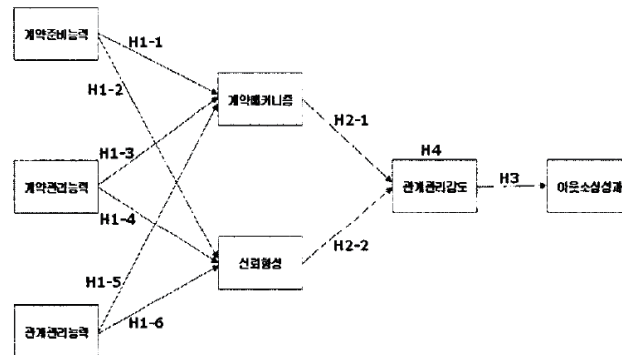 계약준비능력
H1-1
H1-2
계약메커니즘
H2-1
H1-3
H4
계약관리능력
관계관리강도
H3
아웃소싱성과
H1-4
신뢰형성
H2-2
H1-5
관계관리능력
H1-6